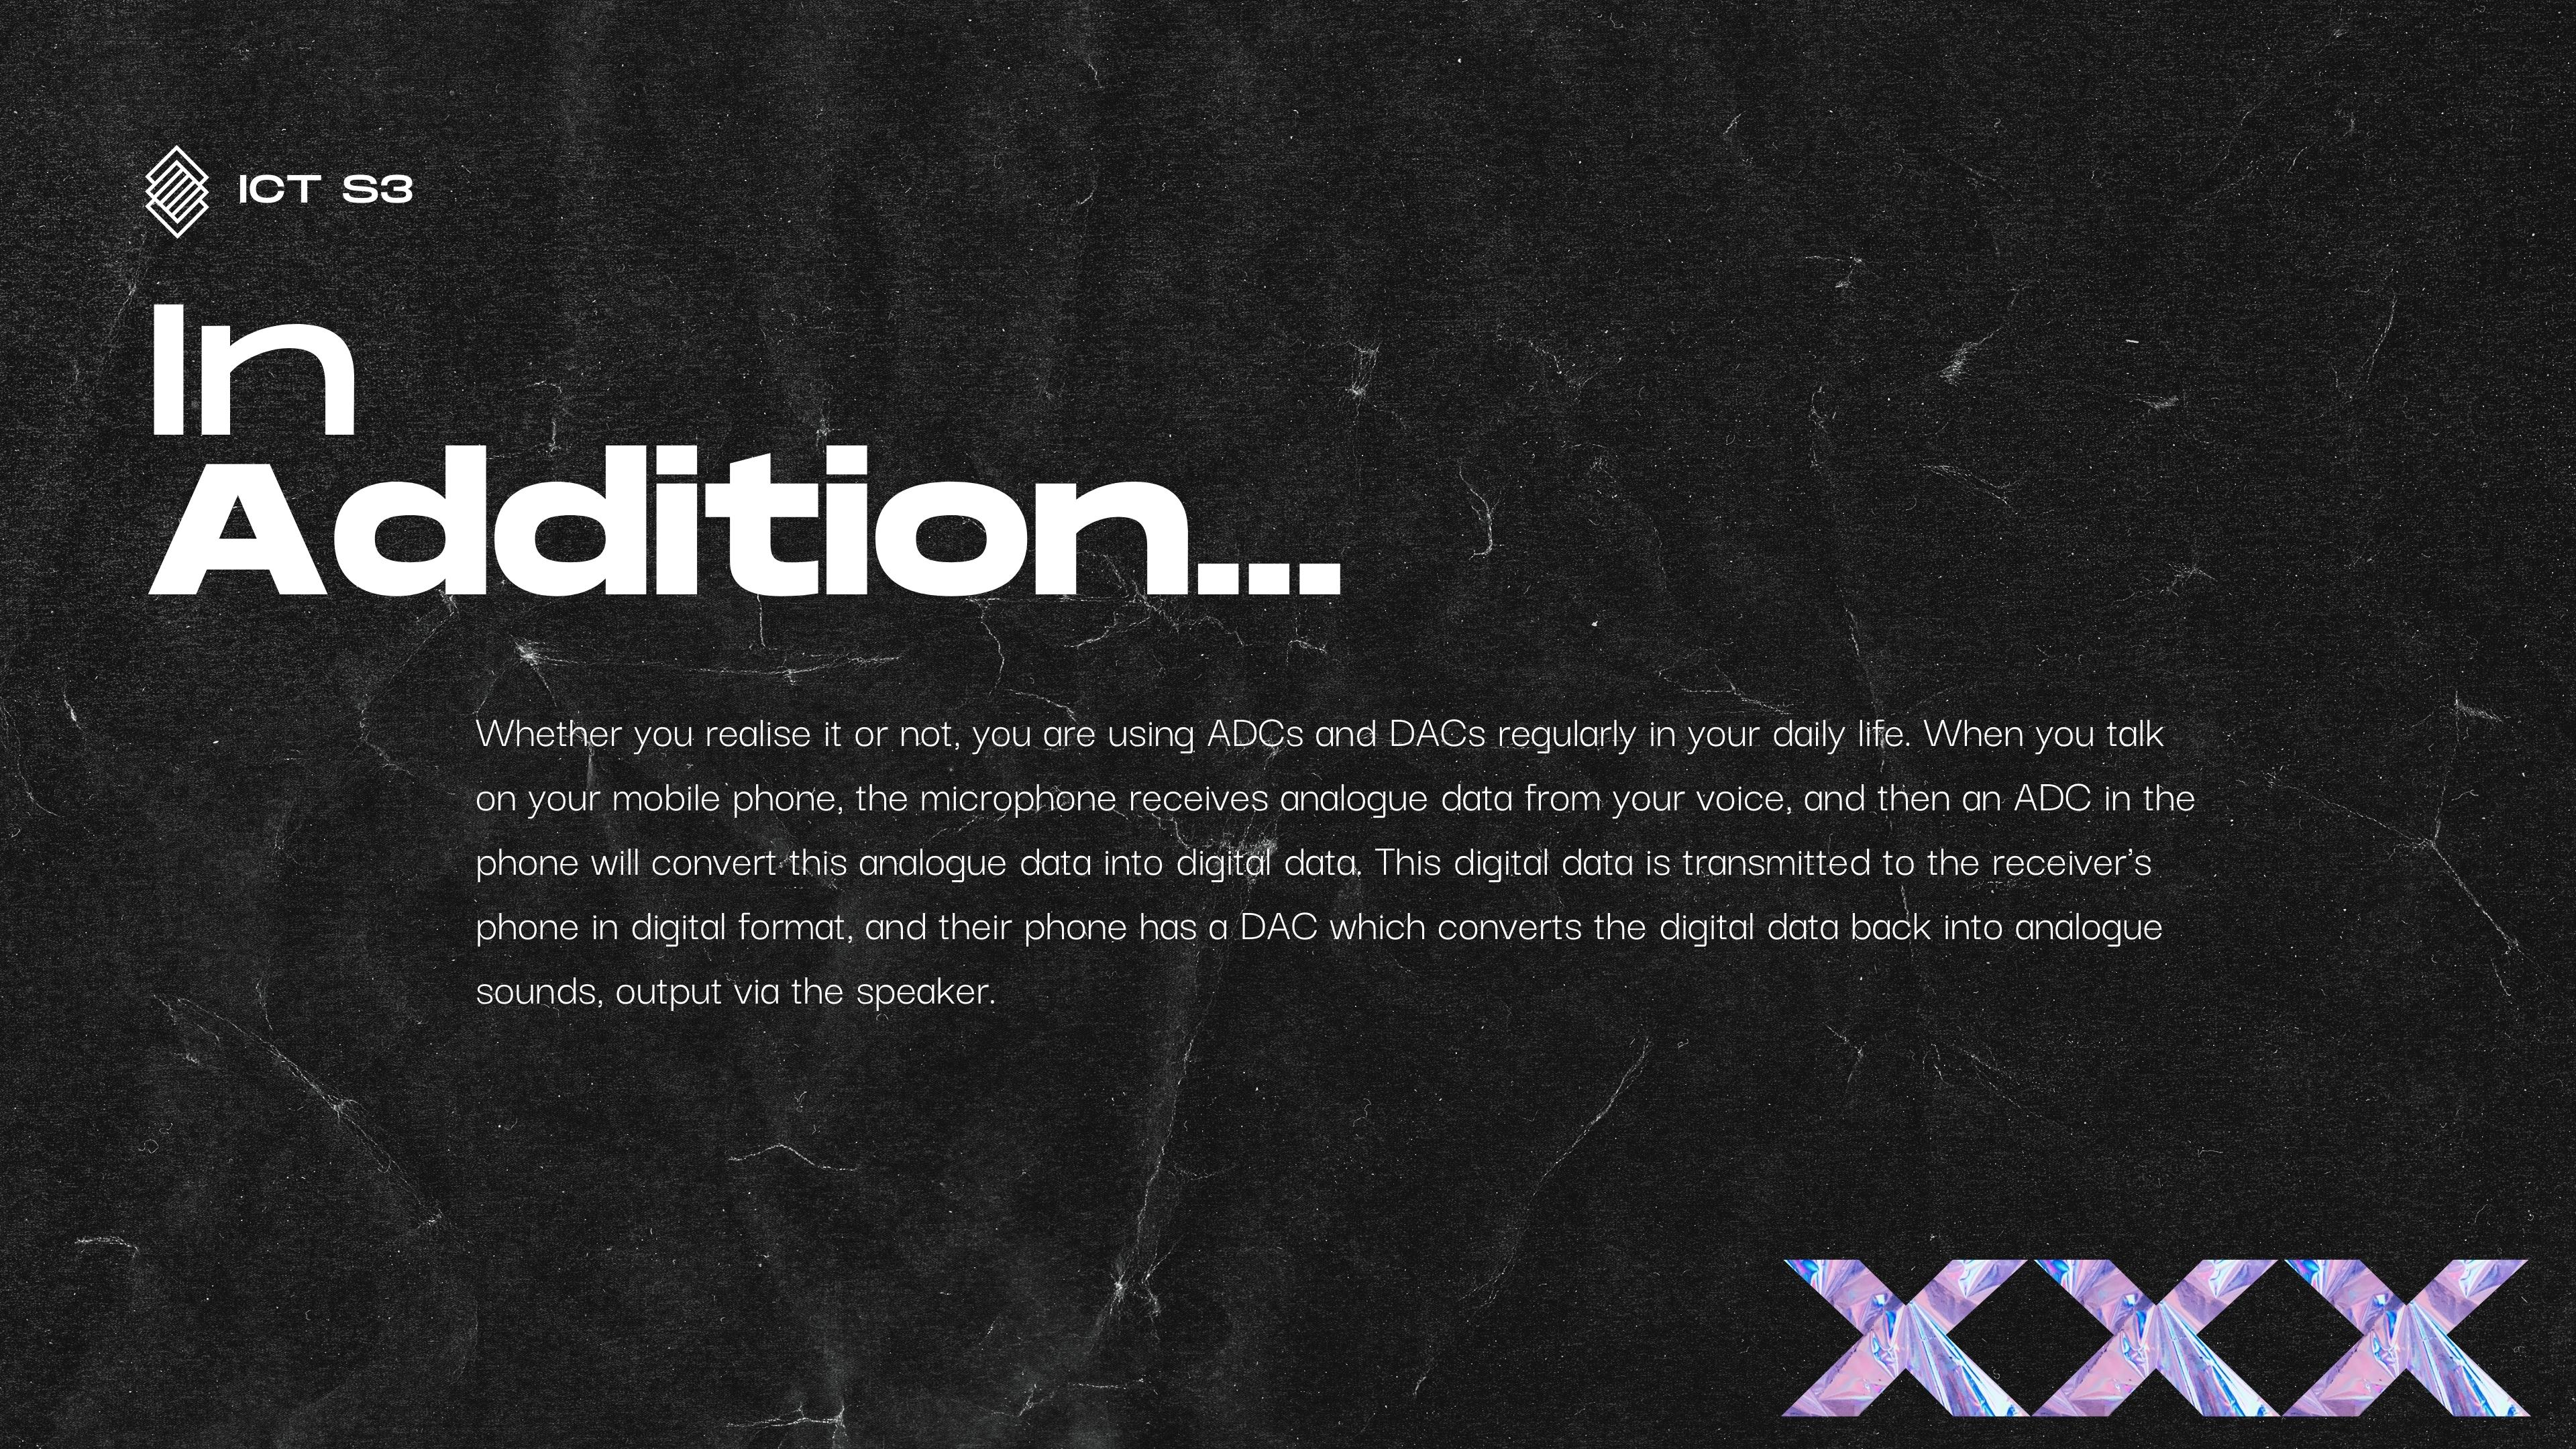 ICT S3
In
Addition...
Whether you realise it or not, you are using ADCs and DACs regularly in your daily life. When you talk
on your mobile phone, the microphone receives analogue data from your voice, and then an ADC in the
phone will convert this analogue data into digital data. This digital data is transmitted to the receiver's
phone in digital format, and their phone has a DAC which converts the digital data back into analogue
sounds, output via the speaker.
XXX